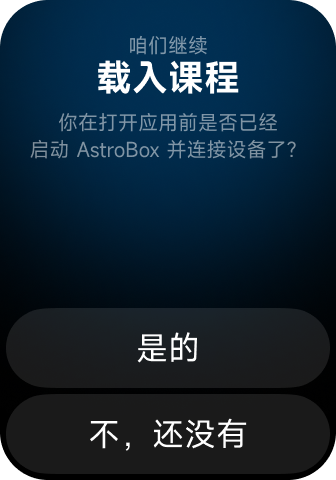 咱们继续
载入课程
你在打开应用前是否已经
启动 AstroBox 并连接设备了？
是的
不，还没有